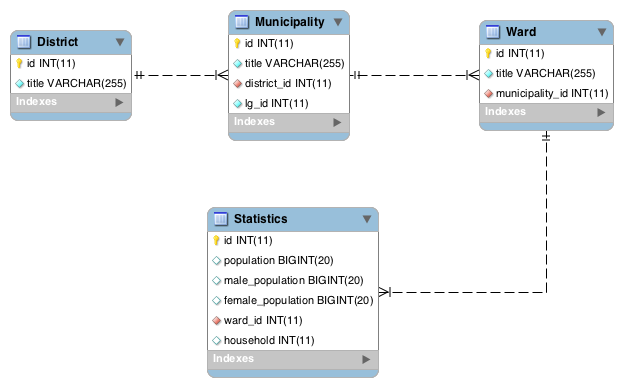 District
id INT(11)
title VARCHAR(255)
Indexes
Municipality
id INT(11)
title VARCHAR(255)
district_id INT(11)
lg_id INT(11)
Indexes
Ward
id INT(11)
title VARCHAR(255)
municipality_id INT(11)
Indexes
Statistics
id INT(11)
population BIGINT(20)
male_population BIGINT(20)
female_population BIGINT(20)
ward_id INT(11)
household INT(11)
Indexes